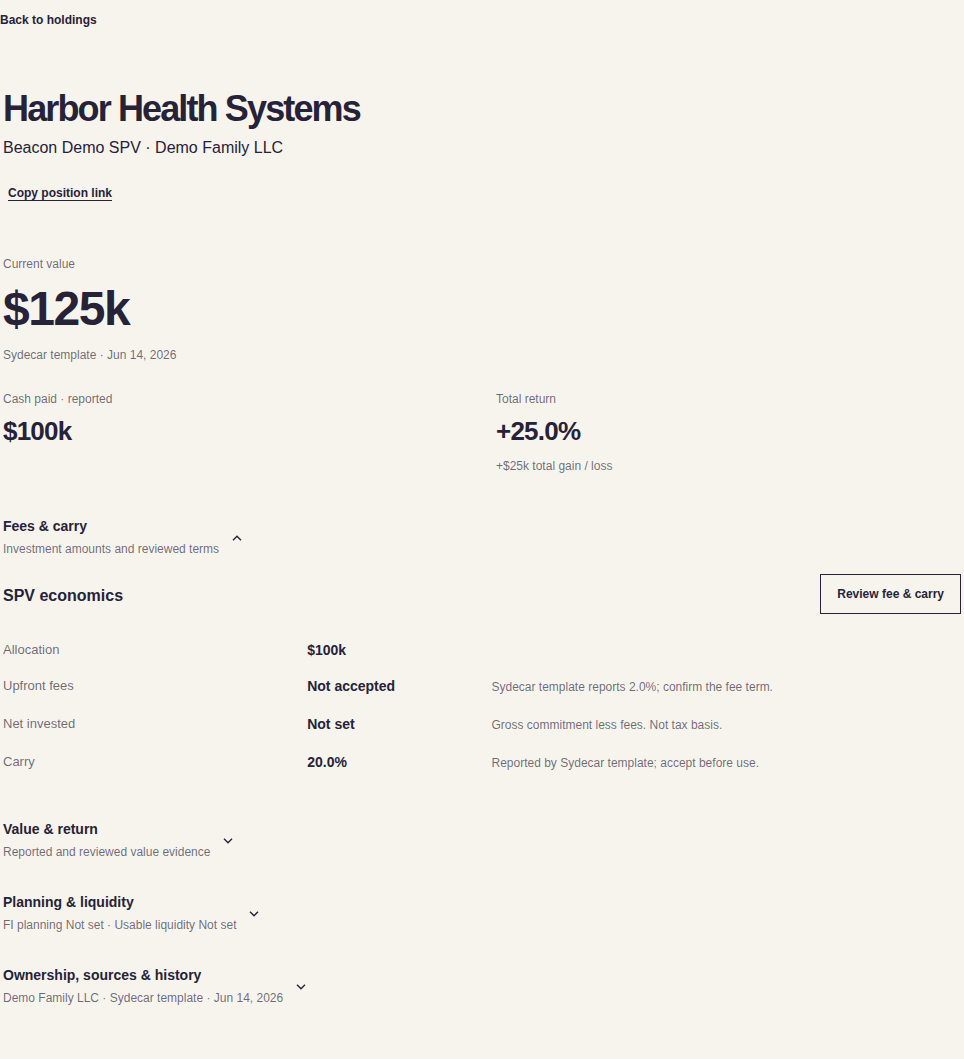 Back to holdings
Harbor Health Systems
Beacon Demo SPV · Demo Family LLC
Copy position link
Current value
$125k
Sydecar template · Jun 14, 2026
Cash paid · reported
$100k
Total return
+25.0%
+$25k total gain / loss
Fees & carry
Investment amounts and reviewed terms
SPV economics
Review fee & carry
Allocation $100k
Upfront fees Not accepted Sydecar template reports 2.0%; confirm the fee term.
Net invested Not set Gross commitment less fees. Not tax basis.
Carry 20.0% Reported by Sydecar template; accept before use.
Value & return
Reported and reviewed value evidence
Planning & liquidity
FI planning Not set · Usable liquidity Not set
Ownership, sources & history
Demo Family LLC · Sydecar template · Jun 14, 2026